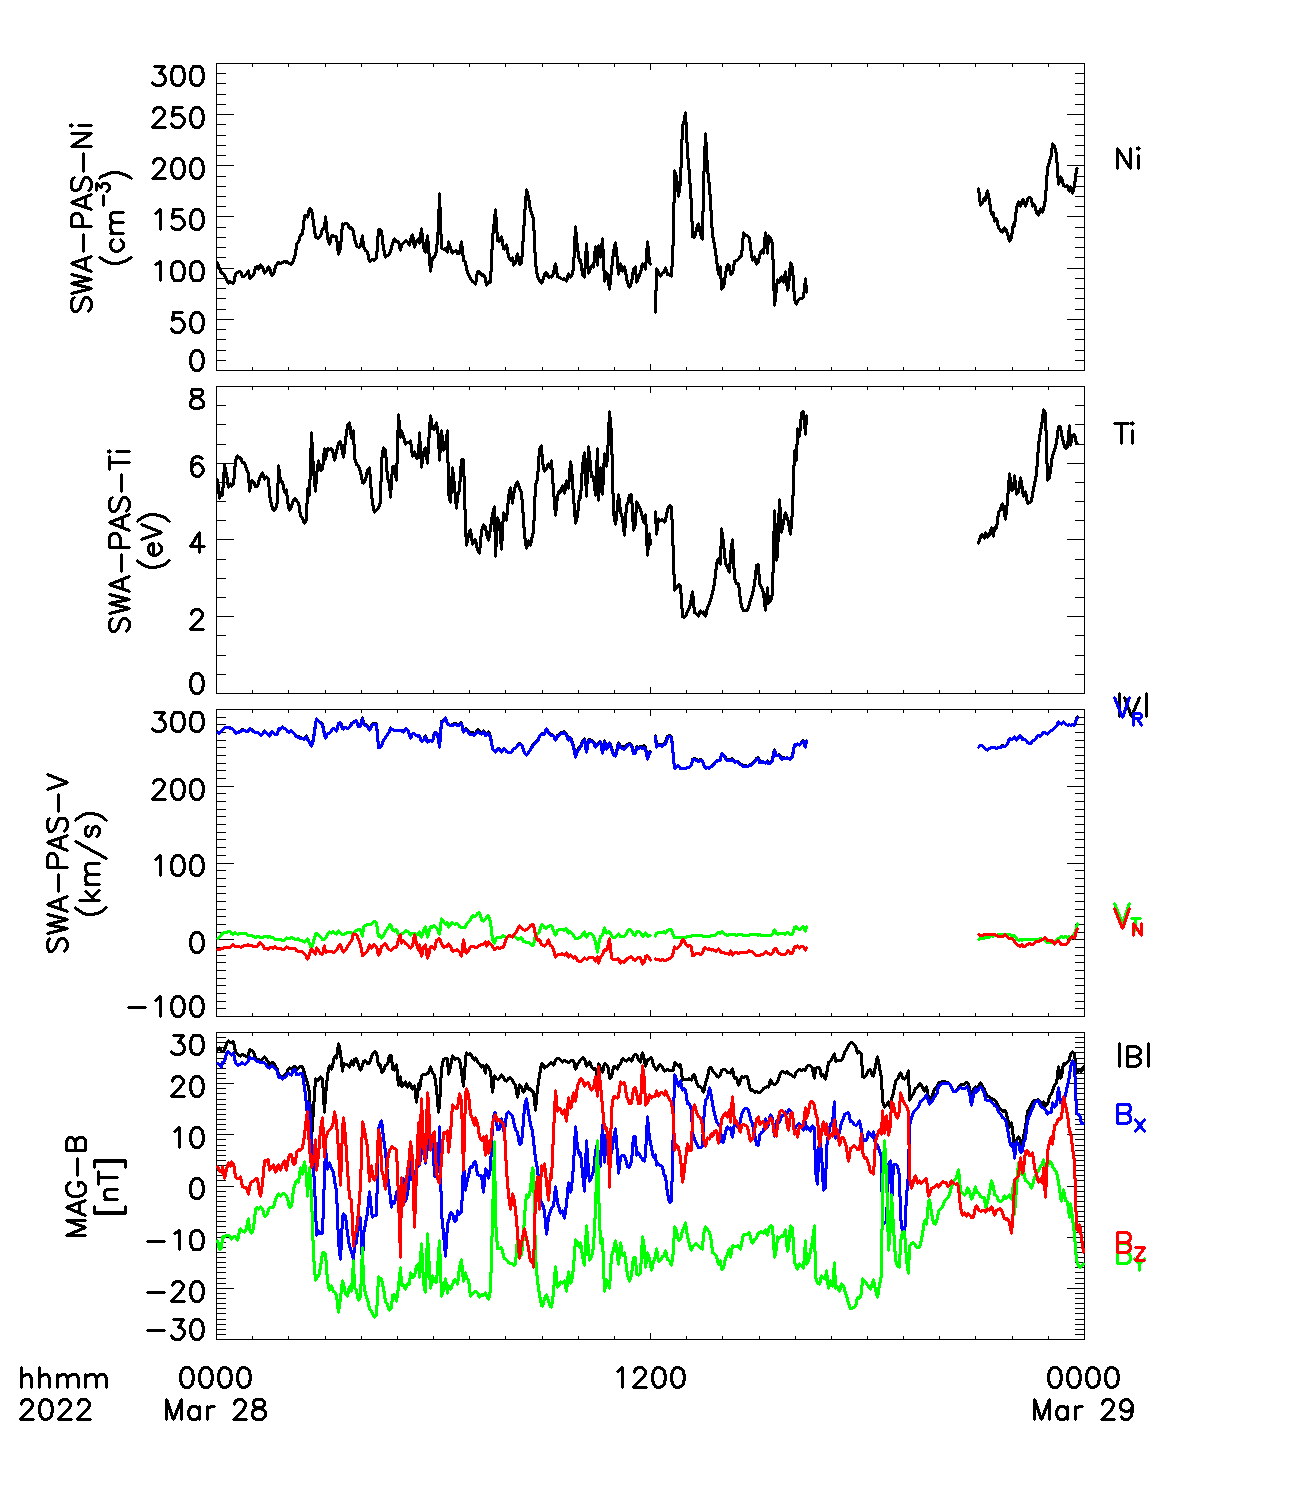 SWA-PAS-Ni
(cm⁻³)
300
250
200
150
100
50
0
Ni
SWA-PAS-Ti
(eV)
8
6
4
2
0
Ti
SWA-PAS-V
(km/s)
300
200
100
0
-100
|V|
V_R
V_T
V_N
MAG-B
[nT]
30
20
10
0
-10
-20
-30
|B|
B_X
B_Z
B_Y
hhmm 0000 1200 0000
2022 Mar 28 Mar 29